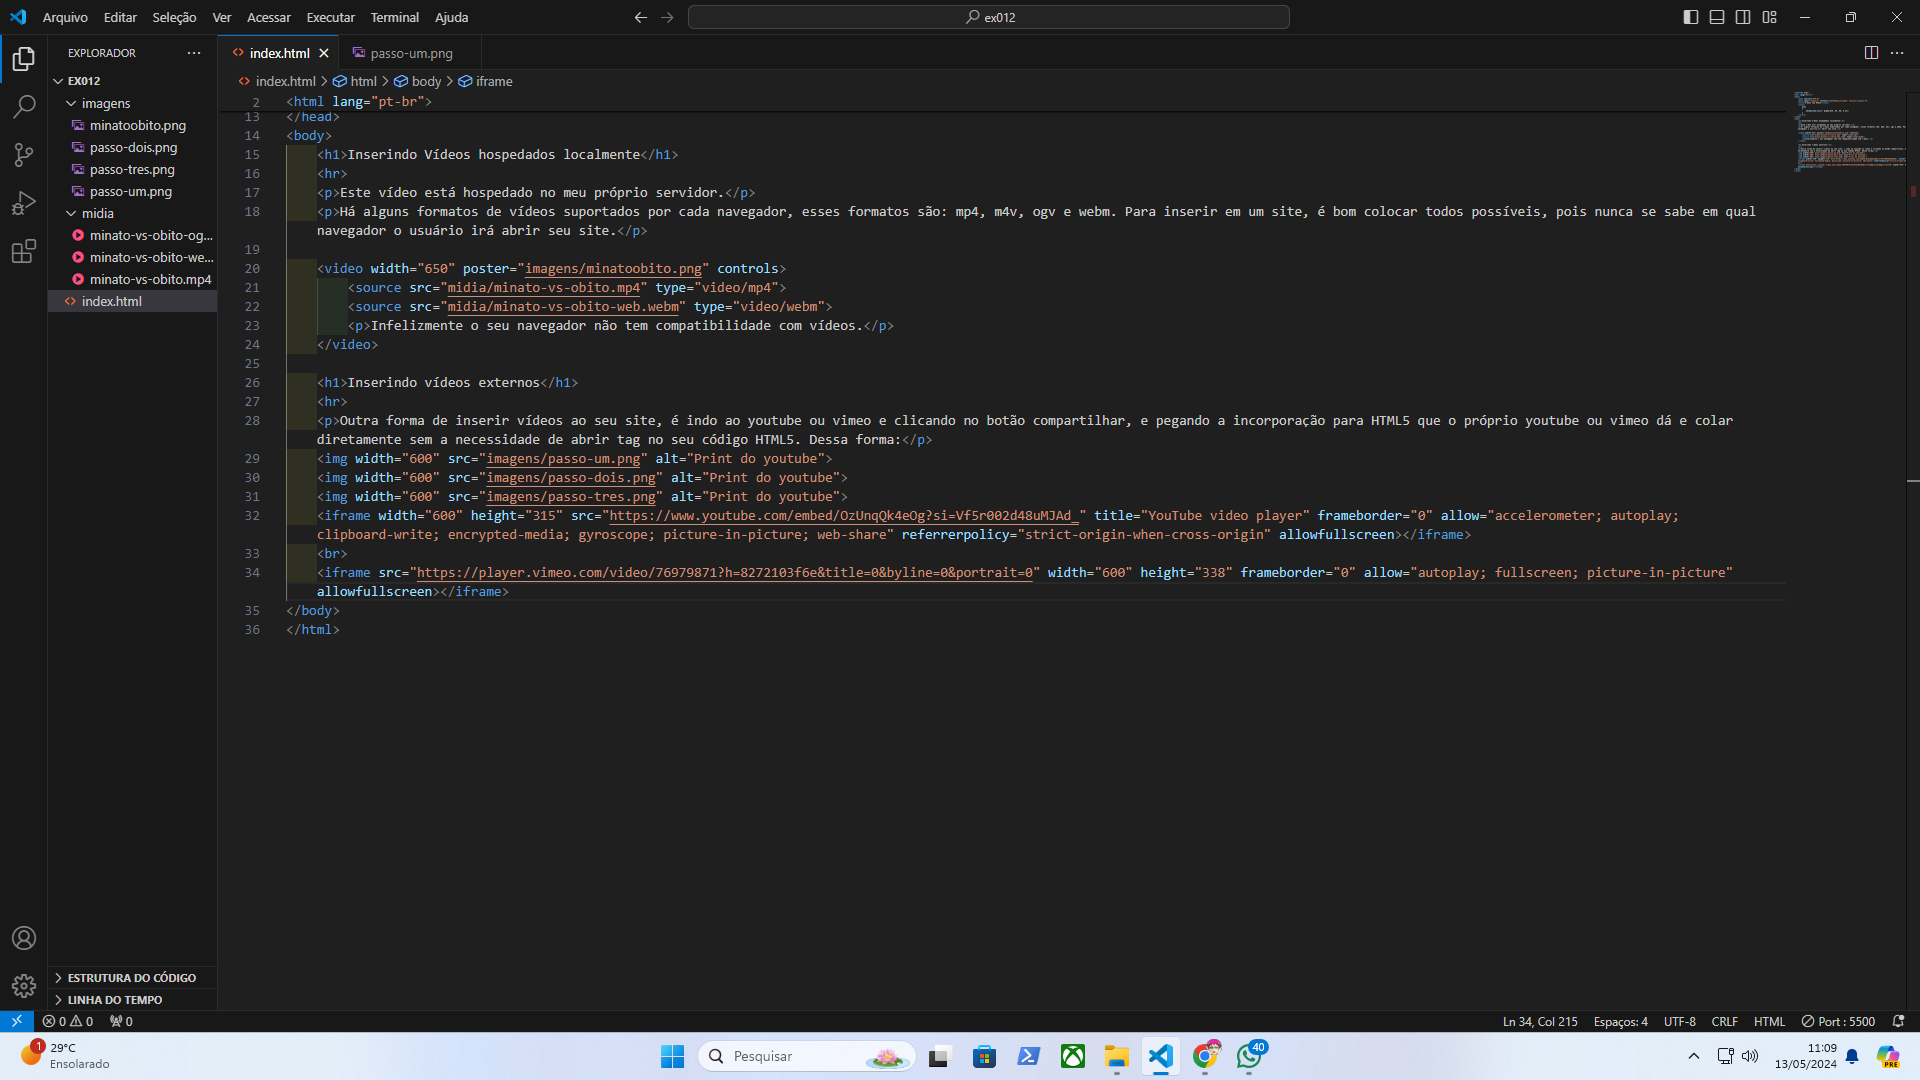 Arquivo Editar Seleção Ver Acessar Executar Terminal Ajuda
ex012
EXPLORADOR
index.html
passo-um.png
EX012
imagens
minatoobito.png
passo-dois.png
passo-tres.png
passo-um.png
midia
minato-vs-obito-og...
minato-vs-obito-we...
minato-vs-obito.mp4
index.html
ESTRUTURA DO CÓDIGO
LINHA DO TEMPO
index.html > html > body > iframe
2 <html lang="pt-br">
13 </head>
14 <body>
15 <h1>Inserindo Vídeos hospedados localmente</h1>
16 <hr>
17 <p>Este vídeo está hospedado no meu próprio servidor.</p>
18 <p>Há alguns formatos de vídeos suportados por cada navegador, esses formatos são: mp4, m4v, ogv e webm. Para inserir em um site, é bom colocar todos possíveis, pois nunca se sabe em qual
navegador o usuário irá abrir seu site.</p>
19
20 <video width="650" poster="imagens/minatoobito.png" controls>
21 <source src="midia/minato-vs-obito.mp4" type="video/mp4">
22 <source src="midia/minato-vs-obito-web.webm" type="video/webm">
23 <p>Infelizmente o seu navegador não tem compatibilidade com vídeos.</p>
24 </video>
25
26 <h1>Inserindo vídeos externos</h1>
27 <hr>
28 <p>Outra forma de inserir vídeos ao seu site, é indo ao youtube ou vimeo e clicando no botão compartilhar, e pegando a incorporação para HTML5 que o próprio youtube ou vimeo dá e colar
diretamente sem a necessidade de abrir tag no seu código HTML5. Dessa forma:</p>
29 <img width="600" src="imagens/passo-um.png" alt="Print do youtube">
30 <img width="600" src="imagens/passo-dois.png" alt="Print do youtube">
31 <img width="600" src="imagens/passo-tres.png" alt="Print do youtube">
32 <iframe width="600" height="315" src="https://www.youtube.com/embed/OzUnqQk4eOg?si=Vf5r002d48uMJAd_" title="YouTube video player" frameborder="0" allow="accelerometer; autoplay;
clipboard-write; encrypted-media; gyroscope; picture-in-picture; web-share" referrerpolicy="strict-origin-when-cross-origin" allowfullscreen></iframe>
33 <br>
34 <iframe src="https://player.vimeo.com/video/76979871?h=8272103f6e&title=0&byline=0&portrait=0" width="600" height="338" frameborder="0" allow="autoplay; fullscreen; picture-in-picture"
allowfullscreen></iframe>
35 </body>
36 </html>
0 0 0
Ln 34, Col 215 Espaços: 4 UTF-8 CRLF HTML Port : 5500
1
29°C
Ensolarado
Pesquisar
40
11:09
13/05/2024
PRE